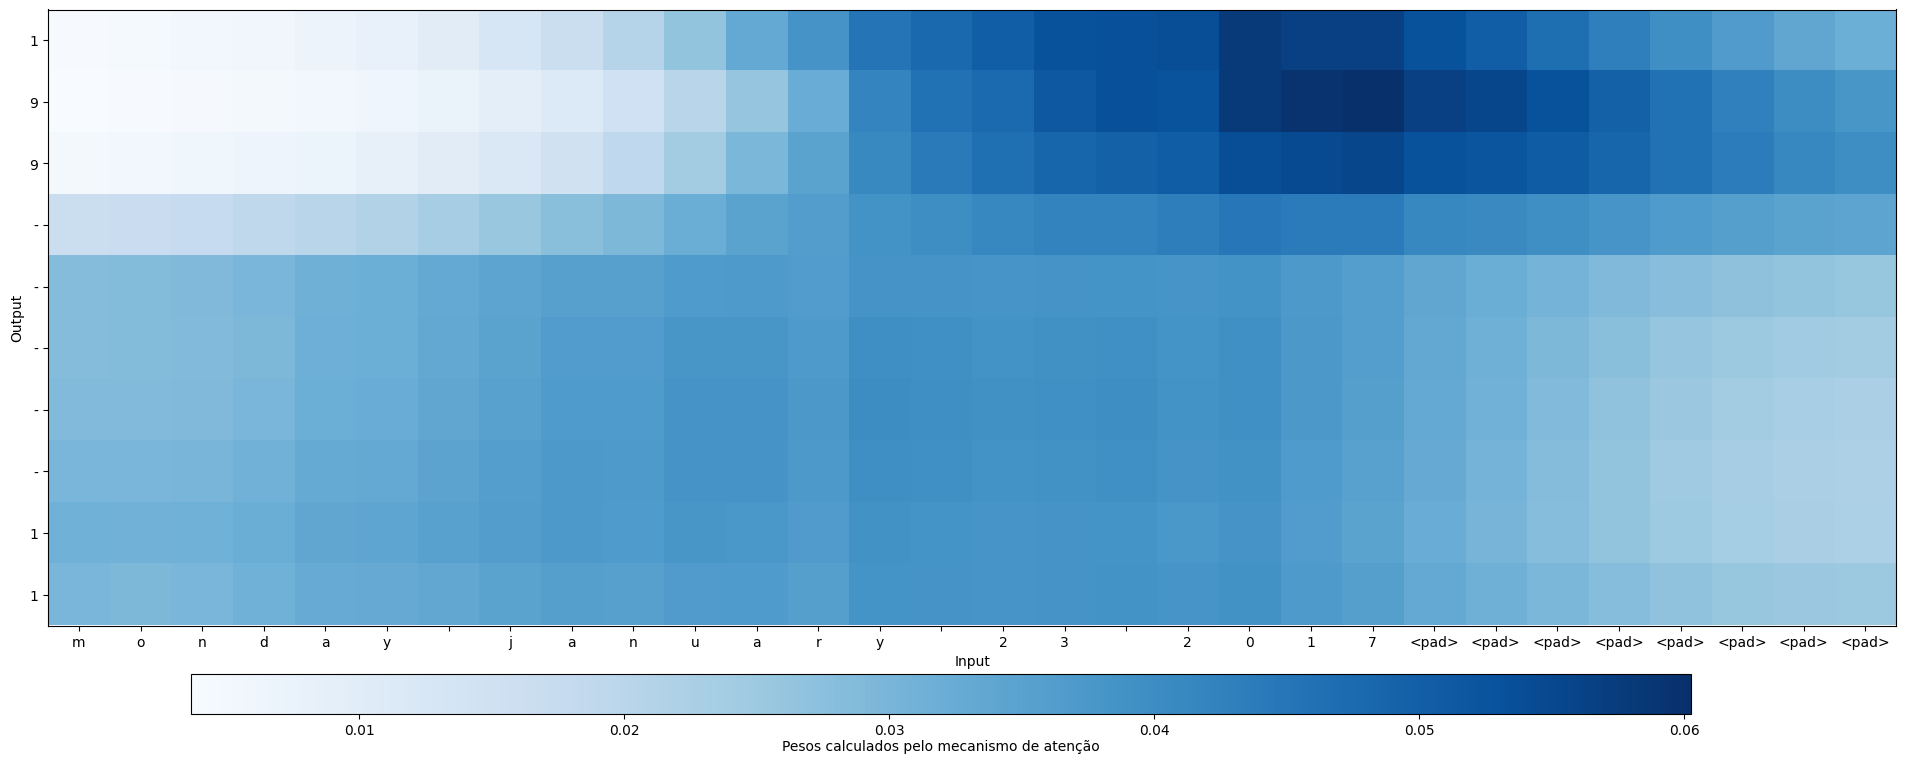 1
9
9
-
-
-
-
-
1
1
Output
m o n d a y j a n u a r y 2 3 2 0 1 7 <pad> <pad> <pad> <pad> <pad> <pad> <pad> <pad>
Input
0.01 0.02 0.03 0.04 0.05 0.06
Pesos calculados pelo mecanismo de atenção